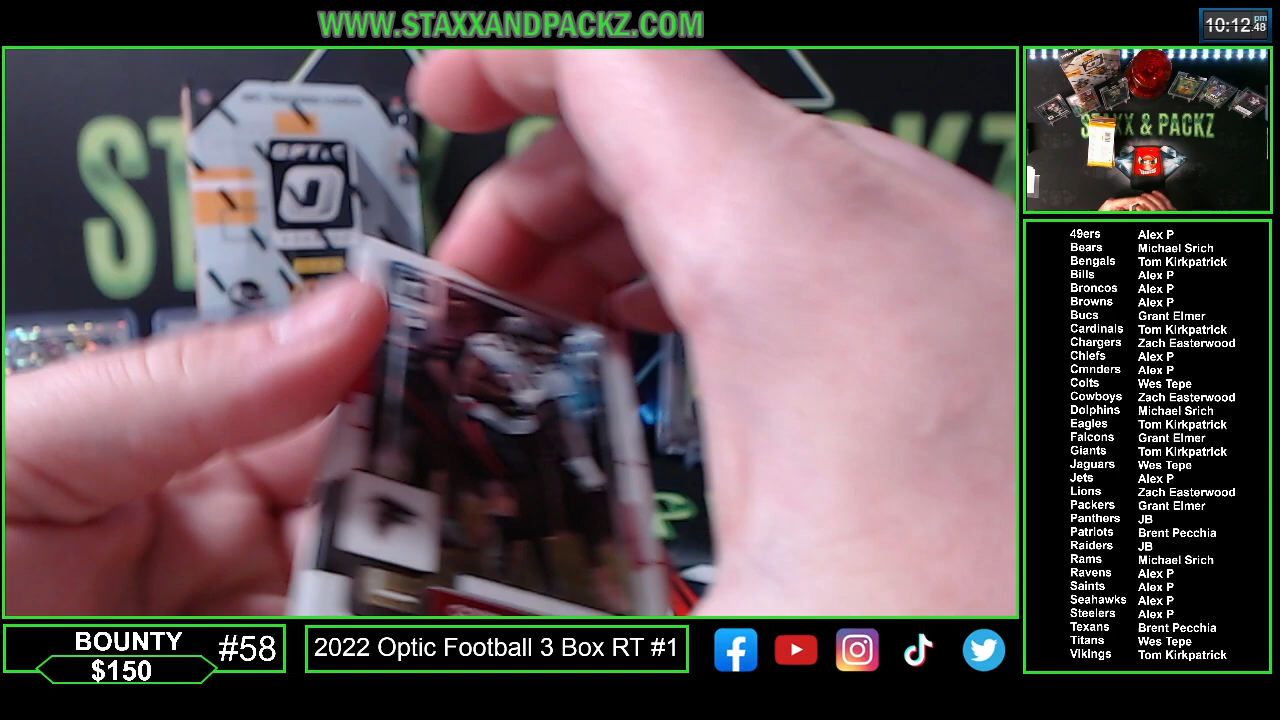 WWW.STAXXANDPACKZ.COM
10:12 pm .48
OPTIC
STAXX & PACKZ
49ers Alex P
Bears Michael Srich
Bengals Tom Kirkpatrick
Bills Alex P
Broncos Alex P
Browns Alex P
Bucs Grant Elmer
Cardinals Tom Kirkpatrick
Chargers Zach Easterwood
Chiefs Alex P
Cmnders Alex P
Colts Wes Tepe
Cowboys Zach Easterwood
Dolphins Michael Srich
Eagles Tom Kirkpatrick
Falcons Grant Elmer
Giants Tom Kirkpatrick
Jaguars Wes Tepe
Jets Alex P
Lions Zach Easterwood
Packers Grant Elmer
Panthers JB
Patriots Brent Pecchia
Raiders JB
Rams Michael Srich
Ravens Alex P
Saints Alex P
Seahawks Alex P
Steelers Alex P
Texans Brent Pecchia
Titans Wes Tepe
Vikings Tom Kirkpatrick
BOUNTY
$150
#58
2022 Optic Football 3 Box RT #1